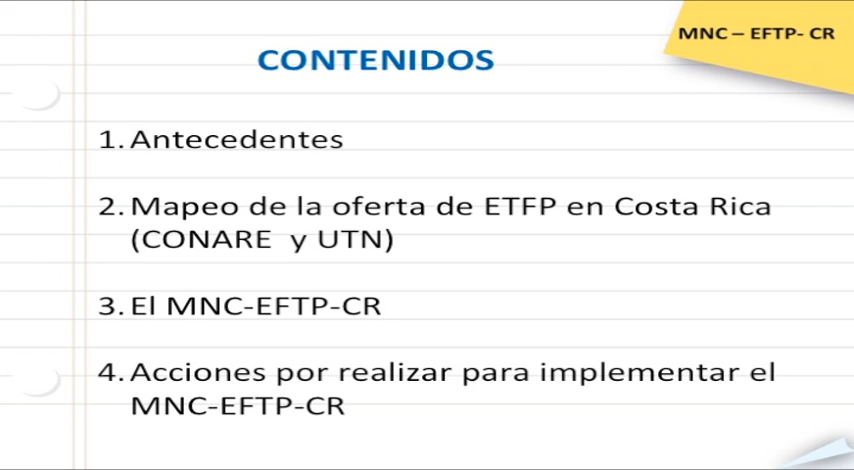 MNC – EFTP- CR
CONTENIDOS
1. Antecedentes
2. Mapeo de la oferta de ETFP en Costa Rica
(CONARE y UTN)
3. El MNC-EFTP-CR
4. Acciones por realizar para implementar el
MNC-EFTP-CR